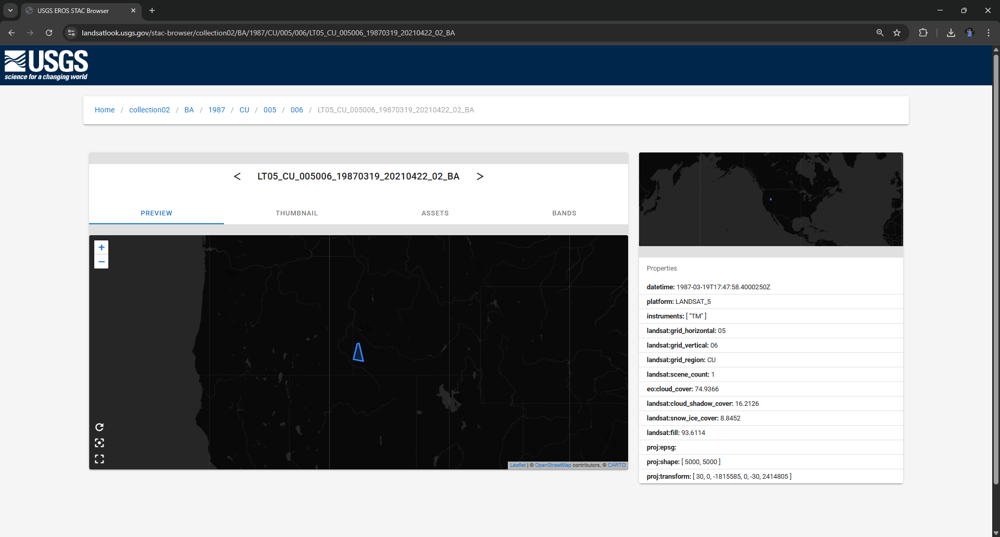 USGS EROS STAC Browser
landsatlook.usgs.gov/stac-browser/collection02/BA/1987/CU/005/006/LT05_CU_005006_19870319_20210422_02_BA
USGS
science for a changing world
Home / collection02 / BA / 1987 / CU / 005 / 006 / LT05_CU_005006_19870319_20210422_02_BA
< LT05_CU_005006_19870319_20210422_02_BA >
PREVIEW THUMBNAIL ASSETS BANDS
+
−
Leaflet | © OpenStreetMap contributors, © CARTO
Properties
datetime: 1987-03-19T17:47:58.4000250Z
platform: LANDSAT_5
instruments: [ "TM" ]
landsat:grid_horizontal: 05
landsat:grid_vertical: 06
landsat:grid_region: CU
landsat:scene_count: 1
eo:cloud_cover: 74.9366
landsat:cloud_shadow_cover: 16.2126
landsat:snow_ice_cover: 8.8452
landsat:fill: 93.6114
proj:epsg:
proj:shape: [ 5000, 5000 ]
proj:transform: [ 30, 0, -1815585, 0, -30, 2414805 ]